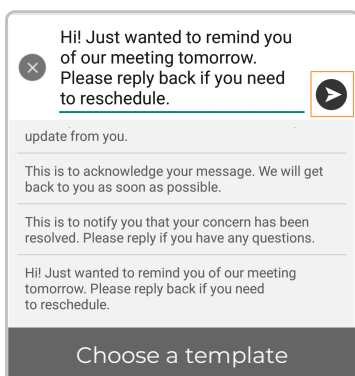 Hi! Just wanted to remind you
of our meeting tomorrow.
Please reply back if you need
to reschedule.
update from you.
This is to acknowledge your message. We will get
back to you as soon as possible.
This is to notify you that your concern has been
resolved. Please reply if you have any questions.
Hi! Just wanted to remind you of our meeting
tomorrow. Please reply back if you need
to reschedule.
Choose a template